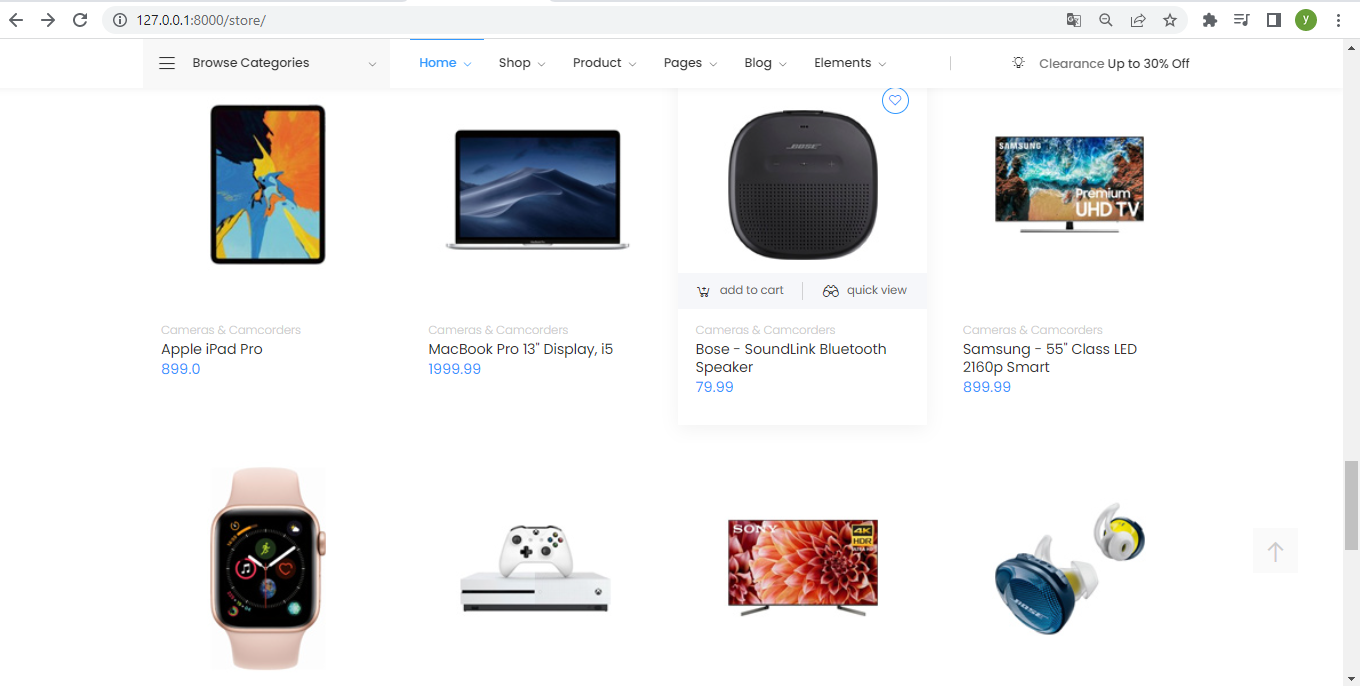 127.0.0.1:8000/store/
y
Browse Categories
Home
Shop
Product
Pages
Blog
Elements
Clearance Up to 30% Off
BOSE
SAMSUNG
Premium
UHD TV
add to cart
quick view
Cameras & Camcorders
Apple iPad Pro
899.0
Cameras & Camcorders
MacBook Pro 13" Display, i5
1999.99
Cameras & Camcorders
Bose - SoundLink Bluetooth
Speaker
79.99
Cameras & Camcorders
Samsung - 55" Class LED
2160p Smart
899.99
SONY
4K
HDR
BOSE